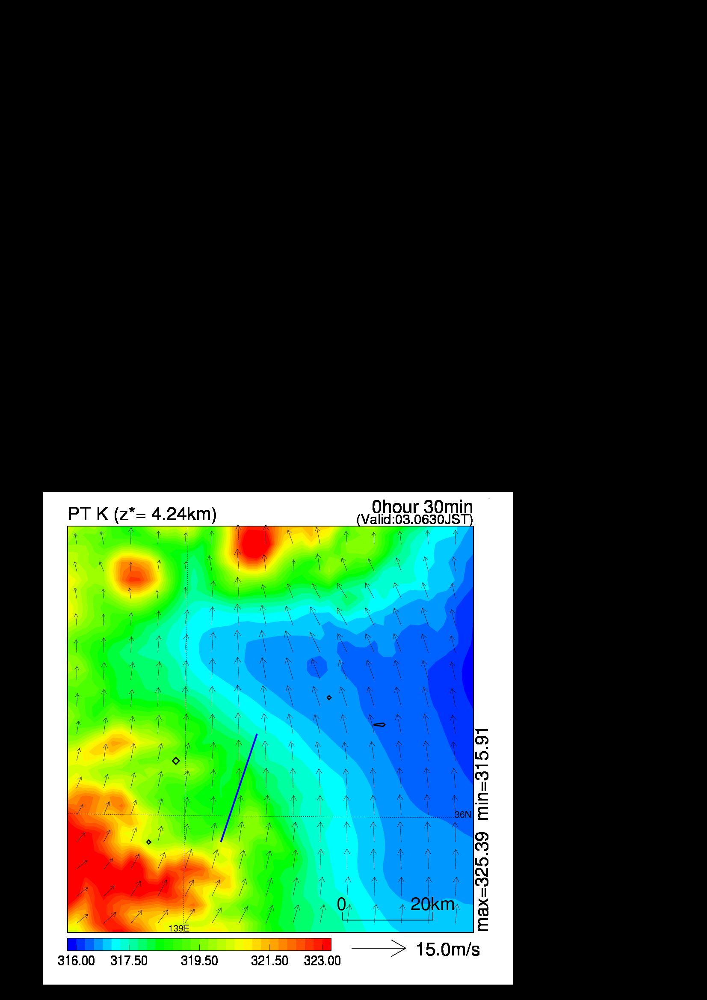 0hour 30min
PT K (z*= 4.24km)
(Valid:03.0630JST)
max=325.39 min=315.91
36N
0 20km
139E
15.0m/s
316.00 317.50 319.50 321.50 323.00